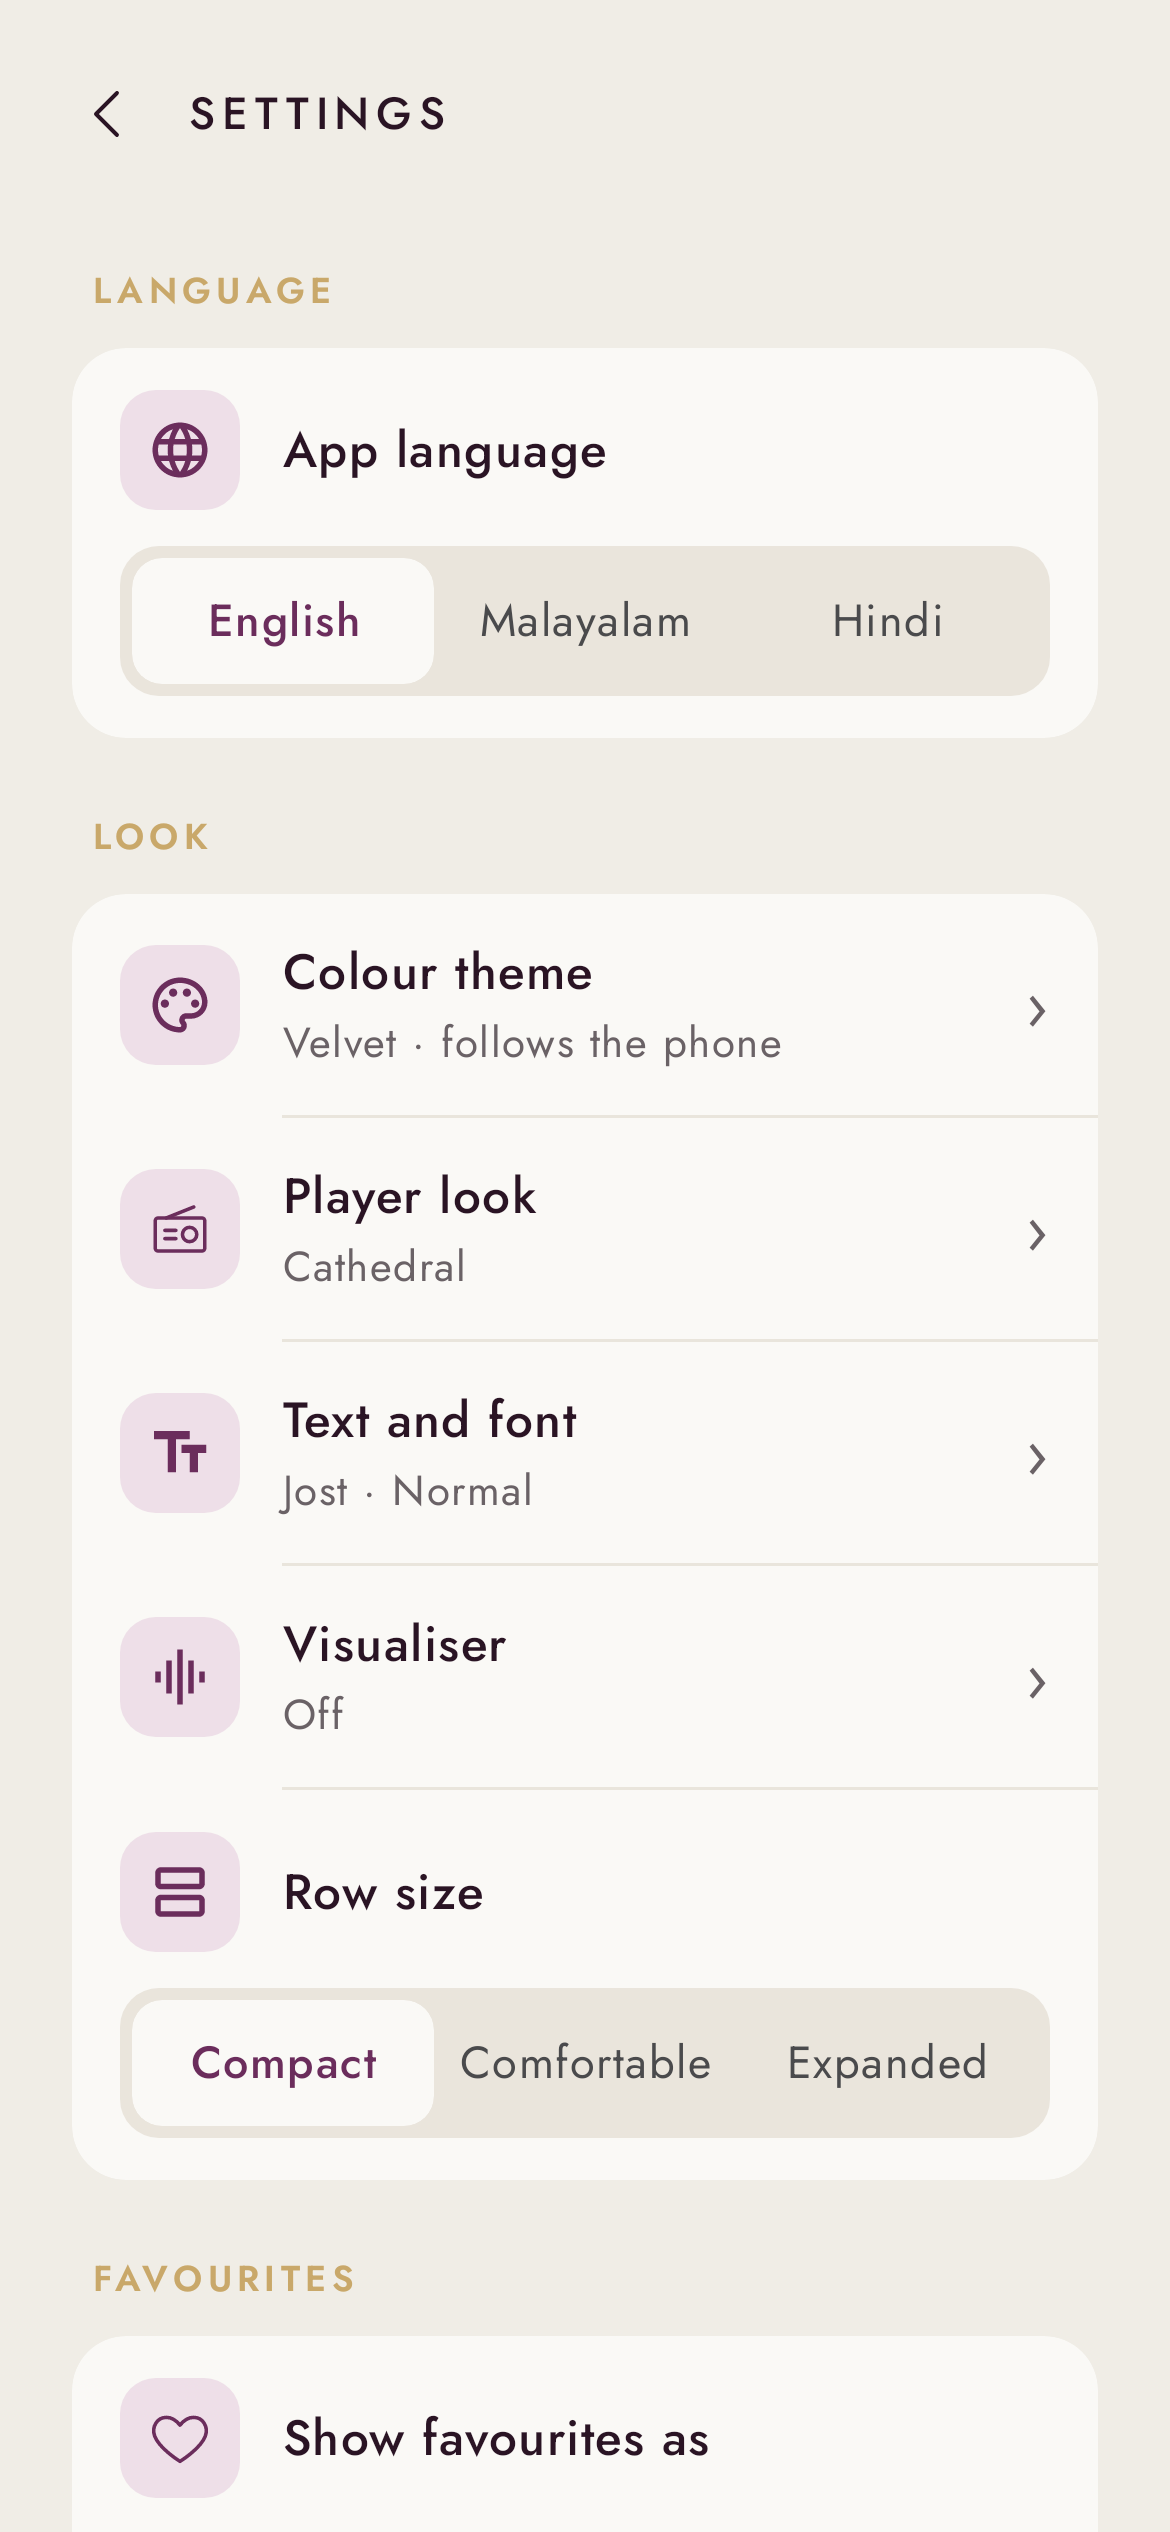 SETTINGS
LANGUAGE
App language
English Malayalam Hindi
LOOK
Colour theme
Velvet · follows the phone
Player look
Cathedral
Text and font
Jost · Normal
Visualiser
Off
Row size
Compact Comfortable Expanded
FAVOURITES
Show favourites as